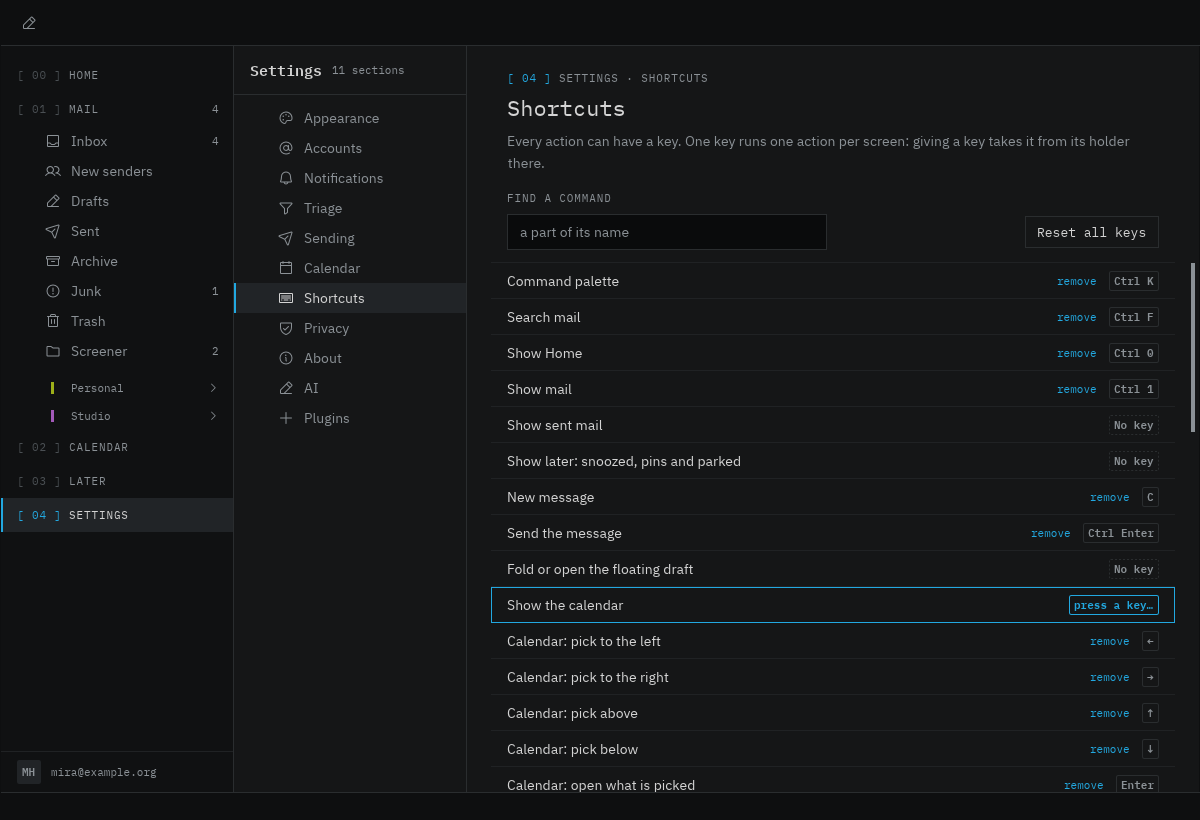 [ 00 ] HOME
[ 01 ] MAIL 4
Inbox 4
New senders
Drafts
Sent
Archive
Junk 1
Trash
Screener 2
Personal
Studio
[ 02 ] CALENDAR
[ 03 ] LATER
[ 04 ] SETTINGS
MH mira@example.org
Settings 11 sections
Appearance
Accounts
Notifications
Triage
Sending
Calendar
Shortcuts
Privacy
About
AI
Plugins
[ 04 ] SETTINGS · SHORTCUTS
Shortcuts
Every action can have a key. One key runs one action per screen: giving a key takes it from its holder
there.
FIND A COMMAND
a part of its name
Reset all keys
Command palette remove Ctrl K
Search mail remove Ctrl F
Show Home remove Ctrl 0
Show mail remove Ctrl 1
Show sent mail No key
Show later: snoozed, pins and parked No key
New message remove C
Send the message remove Ctrl Enter
Fold or open the floating draft No key
Show the calendar press a key…
Calendar: pick to the left remove ←
Calendar: pick to the right remove →
Calendar: pick above remove ↑
Calendar: pick below remove ↓
Calendar: open what is picked remove Enter